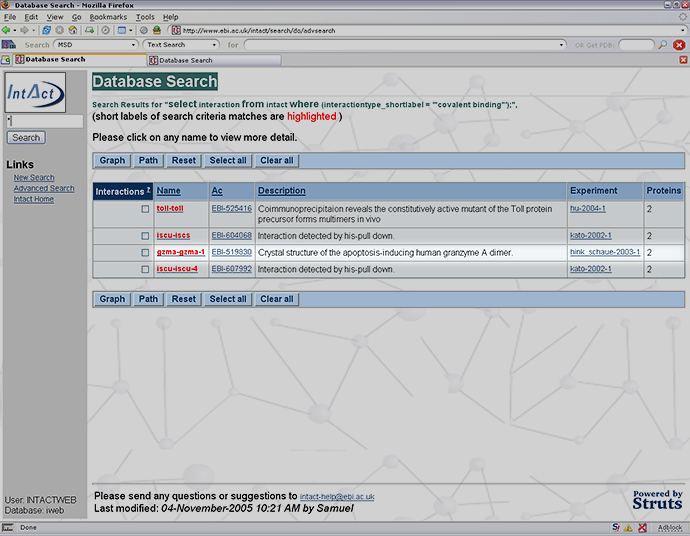 Database Search - Mozilla Firefox
File Edit View Go Bookmarks Tools Help
http://www.ebi.ac.uk/intact/search/do/advsearch
Search MSD Text Search for OR Get PDB:
Database Search Database Search
IntAct
*
Search
Links
New Search
Advanced Search
Intact Home
Database Search
Search Results for "select interaction from intact where (interactiontype_shortlabel = '"covalent binding"');",
(short labels of search criteria matches are highlighted )
Please click on any name to view more detail.
Graph Path Reset Select all Clear all
Interactions ? Name Ac Description Experiment Proteins
toll-toll EBI-525416 Coimmunoprecipitaion reveals the constitutively active mutant of the Toll protein hu-2004-1 2
precursor forms multimers in vivo
iscu-iscs EBI-604068 Interaction detected by his-pull down. kato-2002-1 2
gzma-gzma-1 EBI-519830 Crystal structure of the apoptosis-inducing human granzyme A dimer. hink_schaue-2003-1 2
iscu-iscu-4 EBI-607992 Interaction detected by his-pull down. kato-2002-1 2
Graph Path Reset Select all Clear all
User: INTACTWEB
Database: iweb
Please send any questions or suggestions to intact-help@ebi.ac.uk
Last modified: 04-November-2005 10:21 AM by Samuel
Powered by
Struts
Done Adblock